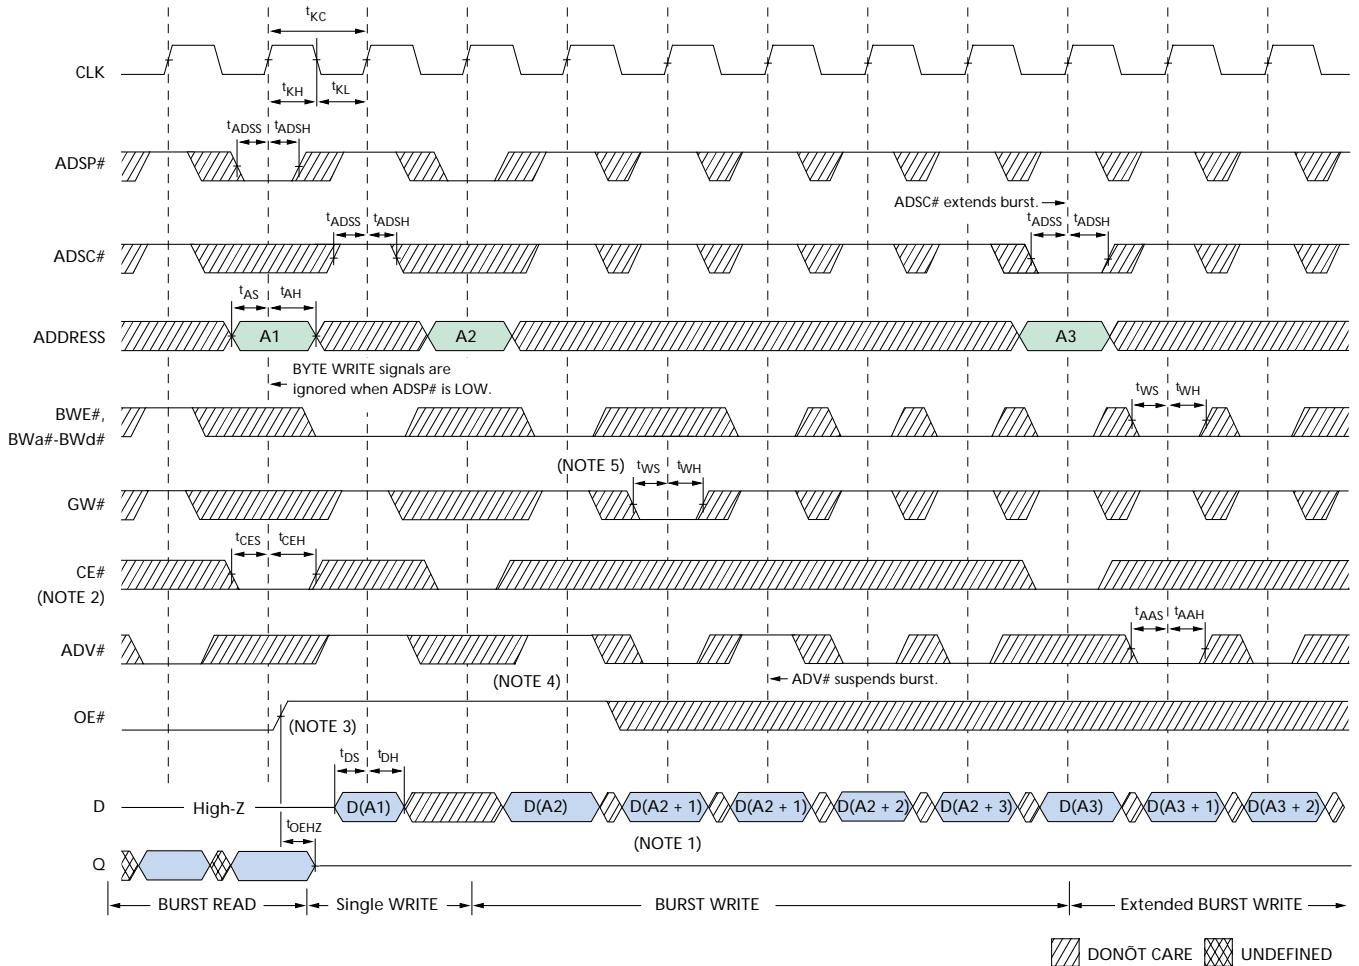 tKC
CLK
tKH
tKL
tADSS
tADSH
ADSP#
ADSC# extends burst.
tADSS
tADSH
tADSS
tADSH
ADSC#
tAS
tAH
ADDRESS
A1
A2
A3
BYTE WRITE signals are
ignored when ADSP# is LOW.
BWE#,
BWa#-BWd#
tWS
tWH
(NOTE 5)
tWS
tWH
GW#
tCES
tCEH
CE#
(NOTE 2)
tAAS
tAAH
ADV#
(NOTE 4)
ADV# suspends burst.
OE#
(NOTE 3)
tDS
tDH
D
High-Z
D(A1)
D(A2)
D(A2 + 1)
D(A2 + 1)
D(A2 + 2)
D(A2 + 3)
D(A3)
D(A3 + 1)
D(A3 + 2)
tOEHZ
(NOTE 1)
Q
BURST READ
Single WRITE
BURST WRITE
Extended BURST WRITE
DONÕT CARE
UNDEFINED